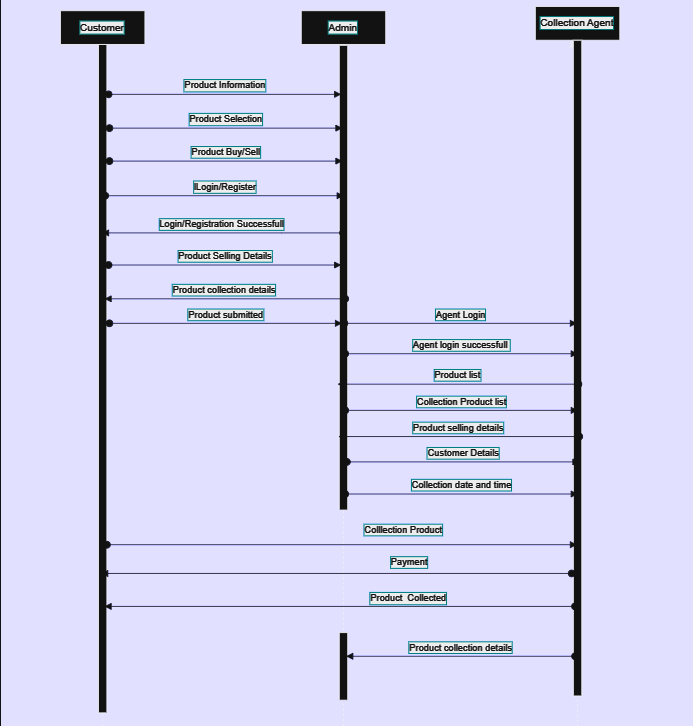 Customer
Admin
Collection Agent
Product Information
Product Selection
Product Buy/Sell
lLogin/Register
Login/Registration Successfull
Product Selling Details
Product collection details
Product submitted
Agent Login
Agent login successfull
Product list
Collection Product list
Product selling details
Customer Details
Collection date and time
Colllection Product
Payment
Product Collected
Product collection details